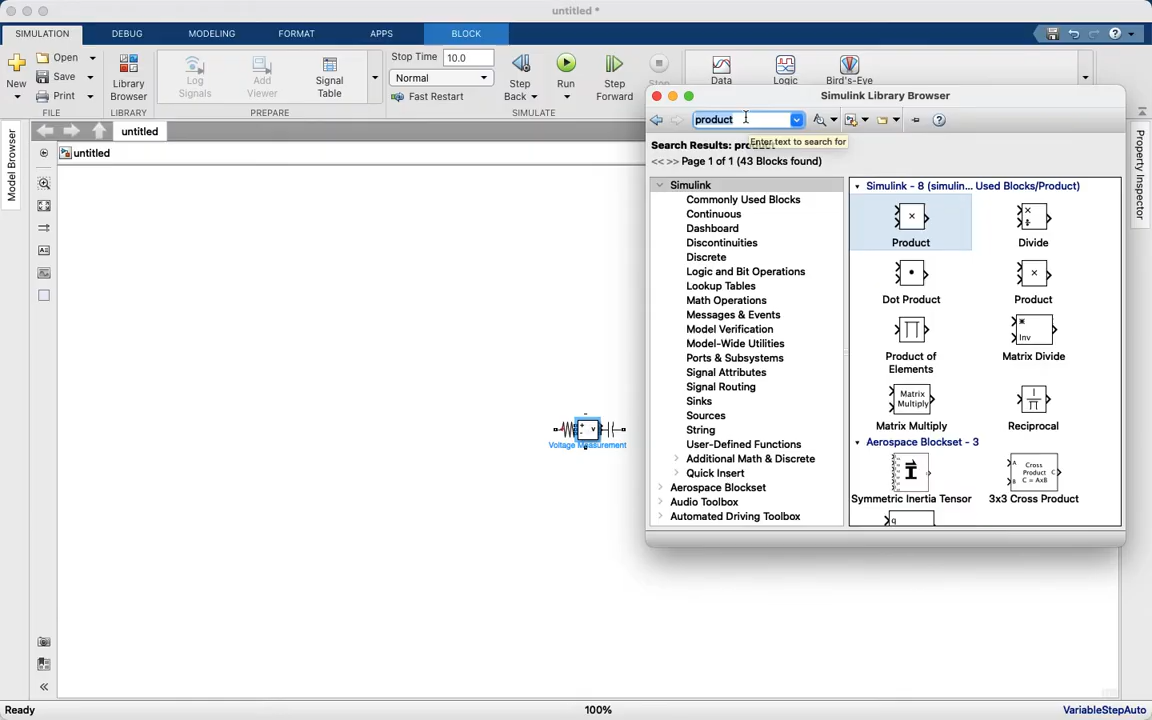 untitled *
SIMULATION DEBUG MODELING FORMAT APPS BLOCK
New
Open
Save
Print
FILE
Library Browser
LIBRARY
Log Signals
Add Viewer
Signal Table
PREPARE
Stop Time 10.0
Normal
Fast Restart
Step Back
Run
Step Forward
Stop
SIMULATE
Data
Logic
Bird's-Eye
Model Browser
untitled
untitled
Property Inspector
Simulink Library Browser
product
Enter text to search for
Search Results: product
<< >> Page 1 of 1 (43 Blocks found)
Simulink
Commonly Used Blocks
Continuous
Dashboard
Discontinuities
Discrete
Logic and Bit Operations
Lookup Tables
Math Operations
Messages & Events
Model Verification
Model-Wide Utilities
Ports & Subsystems
Signal Attributes
Signal Routing
Sinks
Sources
String
User-Defined Functions
Additional Math & Discrete
Quick Insert
Aerospace Blockset
Audio Toolbox
Automated Driving Toolbox
Simulink - 8 (simulin... Used Blocks/Product)
Product
Divide
Dot Product
Product
Product of Elements
Inv
Matrix Divide
Matrix Multiply
Matrix Multiply
Reciprocal
Aerospace Blockset - 3
Symmetric Inertia Tensor
A B Cross Product C = AxB C
3x3 Cross Product
q
+ - v
Voltage Measurement
Ready
100%
VariableStepAuto